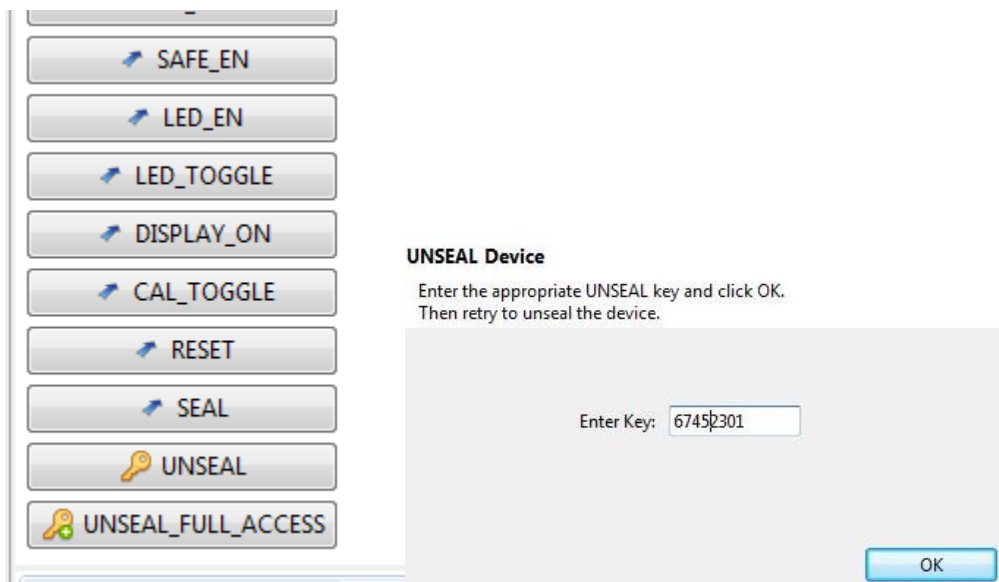 SAFE_EN
LED_EN
LED_TOGGLE
DISPLAY_ON
CAL_TOGGLE
RESET
SEAL
UNSEAL
UNSEAL_FULL_ACCESS
UNSEAL Device
Enter the appropriate UNSEAL key and click OK.
Then retry to unseal the device.
Enter Key: 67452301
OK